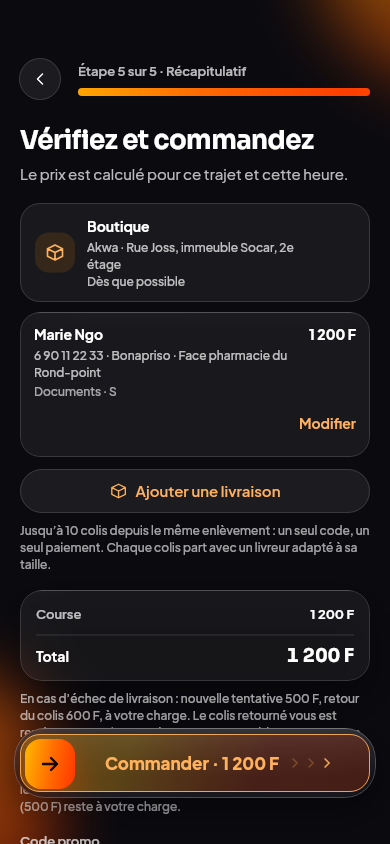 Étape 5 sur 5 · Récapitulatif
Vérifiez et commandez
Le prix est calculé pour ce trajet et cette heure.
Boutique
Akwa · Rue Joss, immeuble Socar, 2e
étage
Dès que possible
Marie Ngo 1 200 F
6 90 11 22 33 · Bonapriso · Face pharmacie du
Rond-point
Documents · S
Modifier
Ajouter une livraison
Jusqu'à 10 colis depuis le même enlèvement : un seul code, un
seul paiement. Chaque colis part avec un livreur adapté à sa
taille.
Course 1 200 F
Total 1 200 F
En cas d'échec de livraison : nouvelle tentative 500 F, retour
du colis 600 F, à votre charge. Le colis retourné vous est
Commander · 1 200 F
(500 F) reste à votre charge.
Code promo